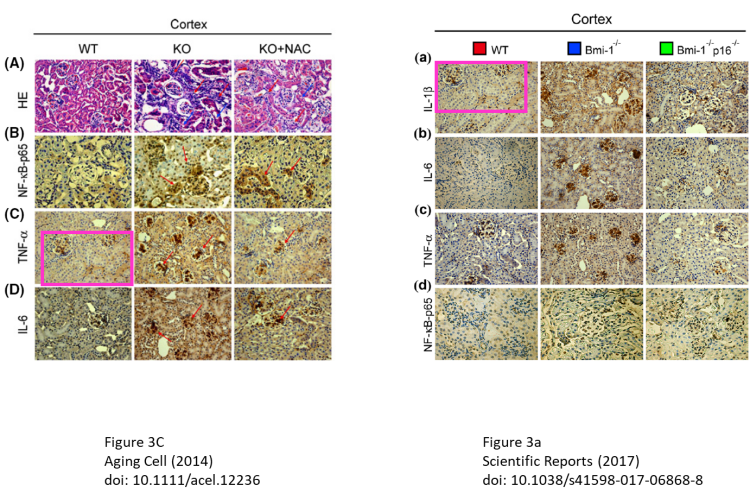 Cortex
WT KO KO+NAC
(A) HE
(B) NF-κB-p65
(C) TNF-α
(D) IL-6
Figure 3C
Aging Cell (2014)
doi: 10.1111/acel.12236
Cortex
WT Bmi-1-/- Bmi-1-/-p16-/-
(a) IL-1β
(b) IL-6
(c) TNF-α
(d) NF-κB-p65
Figure 3a
Scientific Reports (2017)
doi: 10.1038/s41598-017-06868-8